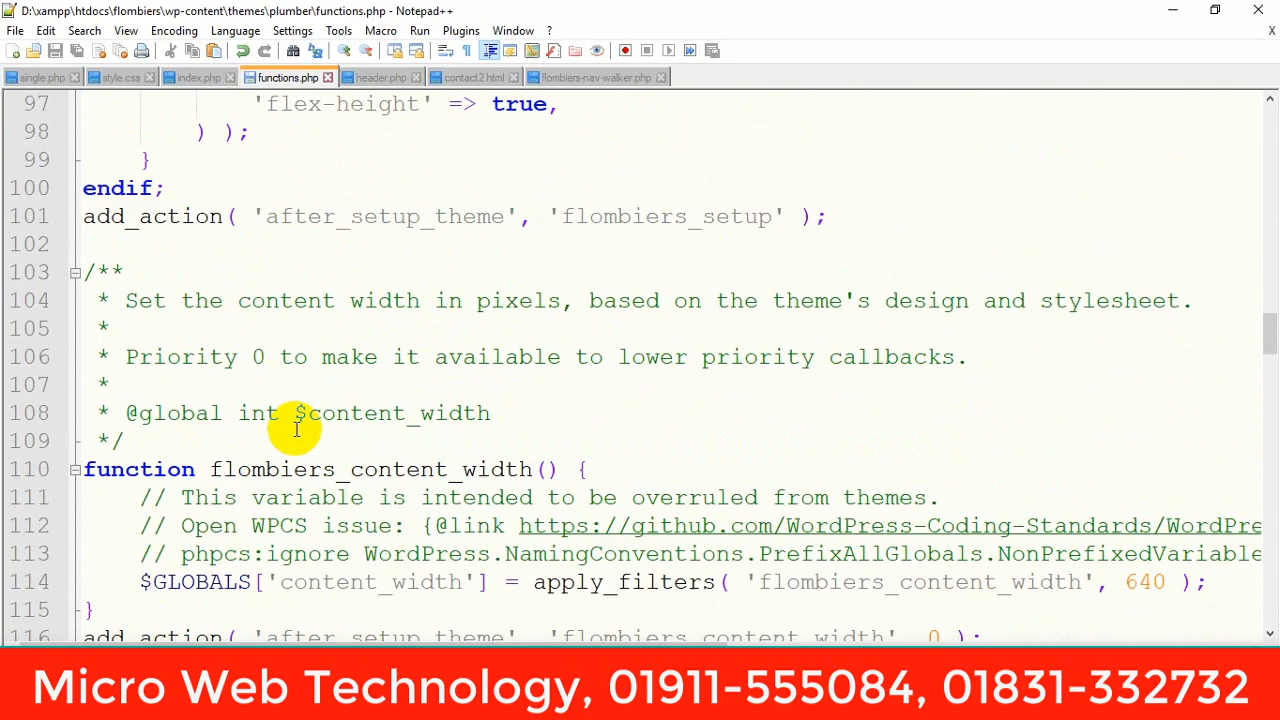 D:\xampp\htdocs\flombiers\wp-content\themes\plumber\functions.php - Notepad++
File Edit Search View Encoding Language Settings Tools Macro Run Plugins Window ? X
single.php style.css index.php functions.php header.php contact2.html flombiers-nav-walker.php
97 'flex-height' => true,
98 ) );
99 }
100 endif;
101 add_action( 'after_setup_theme', 'flombiers_setup' );
102
103 /**
104 * Set the content width in pixels, based on the theme's design and stylesheet.
105 *
106 * Priority 0 to make it available to lower priority callbacks.
107 *
108 * @global int $content_width
109 */
110 function flombiers_content_width() {
111 // This variable is intended to be overruled from themes.
112 // Open WPCS issue: {@link https://github.com/WordPress-Coding-Standards/WordPre
113 // phpcs:ignore WordPress.NamingConventions.PrefixAllGlobals.NonPrefixedVariable
114 $GLOBALS['content_width'] = apply_filters( 'flombiers_content_width', 640 );
115 }
116 add_action( 'after_setup_theme', 'flombiers_content_width', 0 );
Micro Web Technology, 01911-555084, 01831-332732